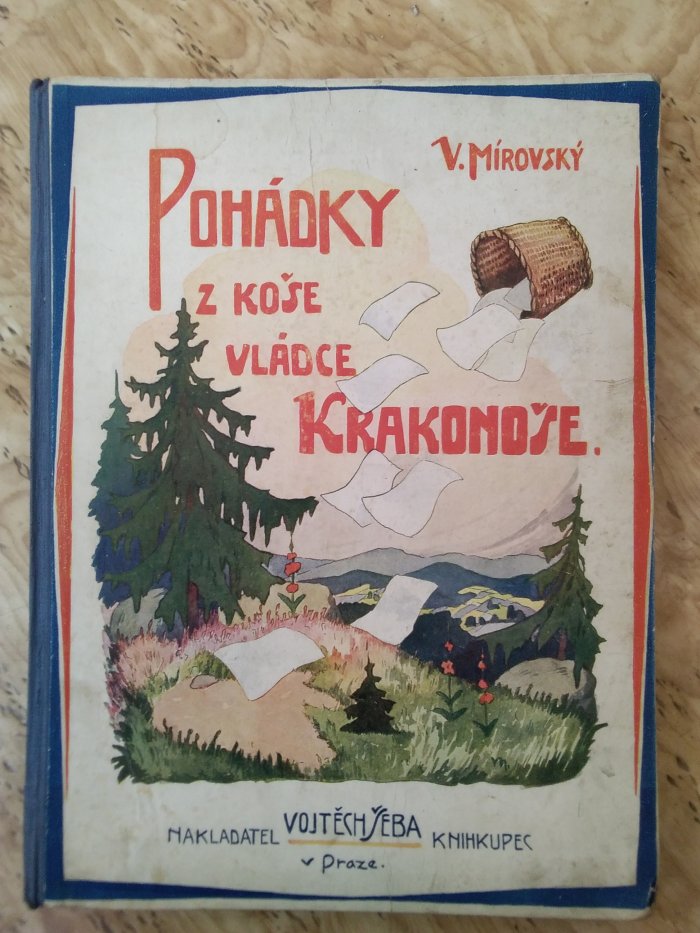 V. MÍROVSKÝ
POHÁDKY
Z KOŠE
VLÁDCE
KRAKONOŠE.
NAKLADATEL VOJTĚCH ŠEBA KNIHKUPEC
v Praze.